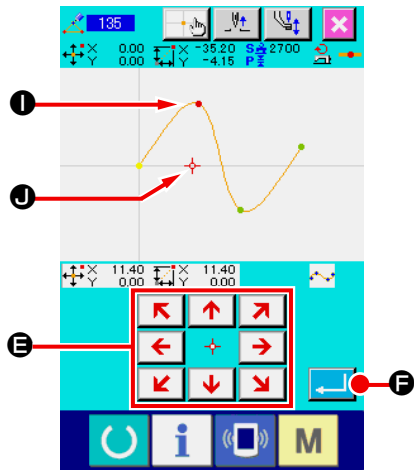 135
X 0.00 X -35.20 S 2700
Y 0.00 Y -4.15 P
I
J
X 11.40 X 11.40
Y 0.00 Y 0.00
E
F
i M